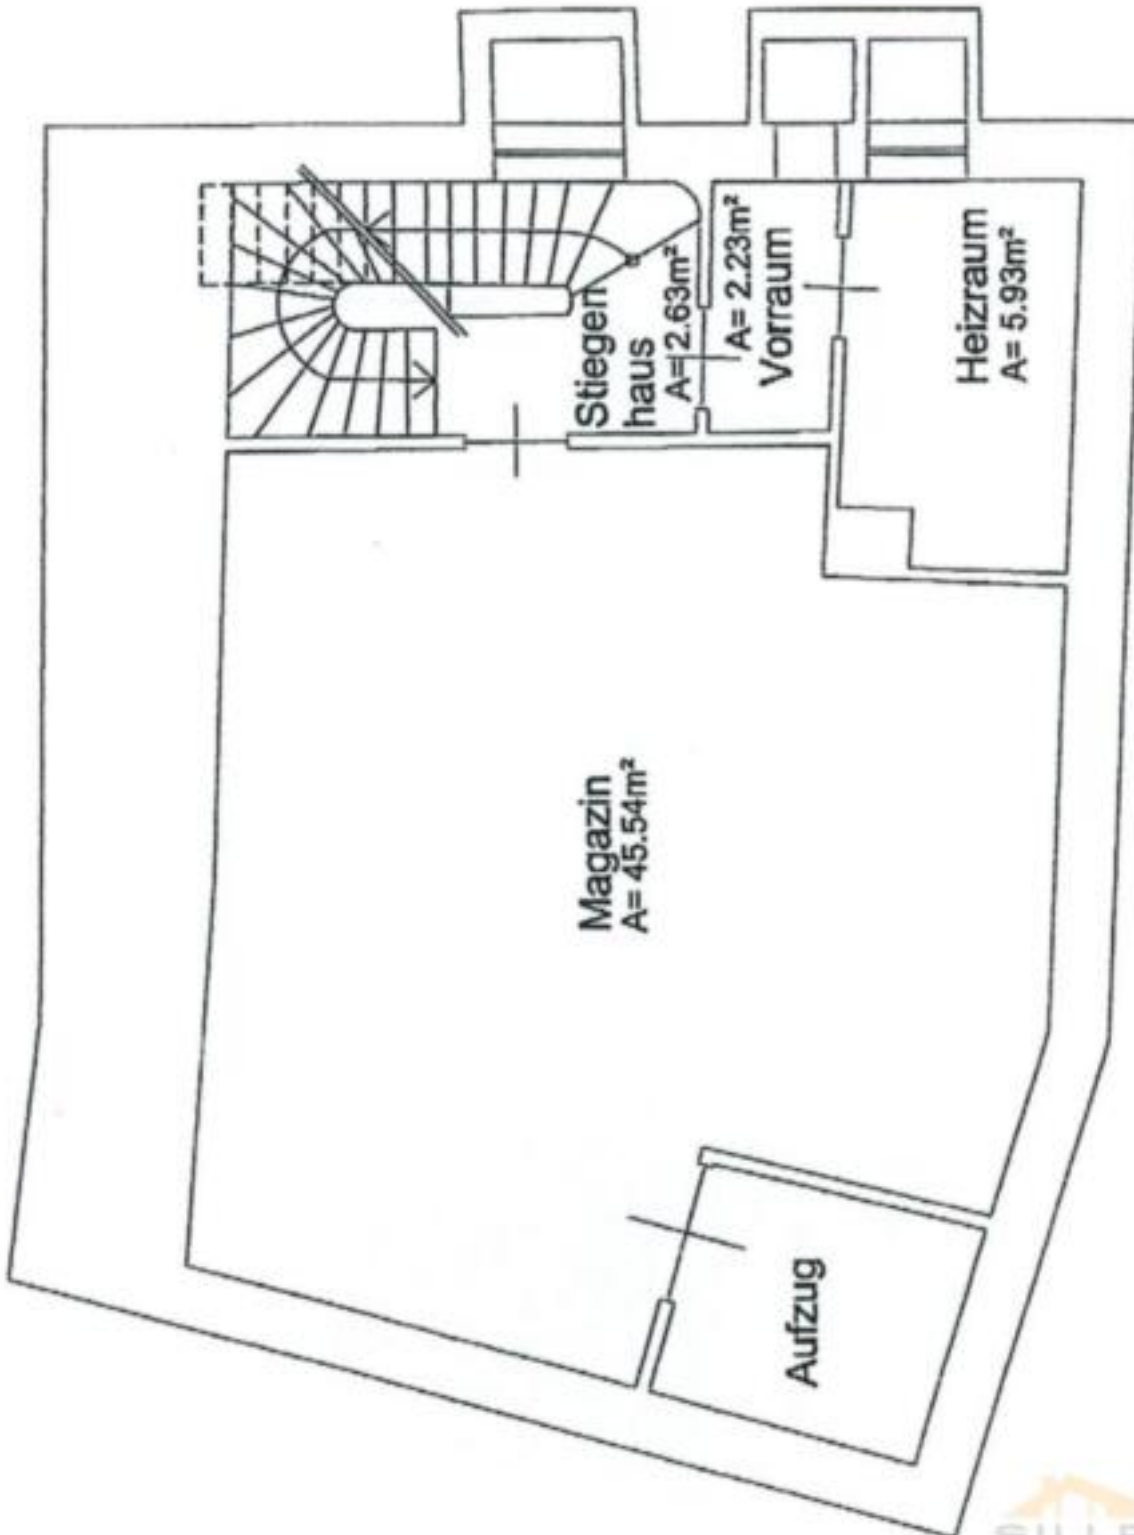 Stiegen
haus
A= 2.63m²
A= 2.23m²
Vorraum
Heizraum
A= 5.93m²
Magazin
A= 45.54m²
Aufzug